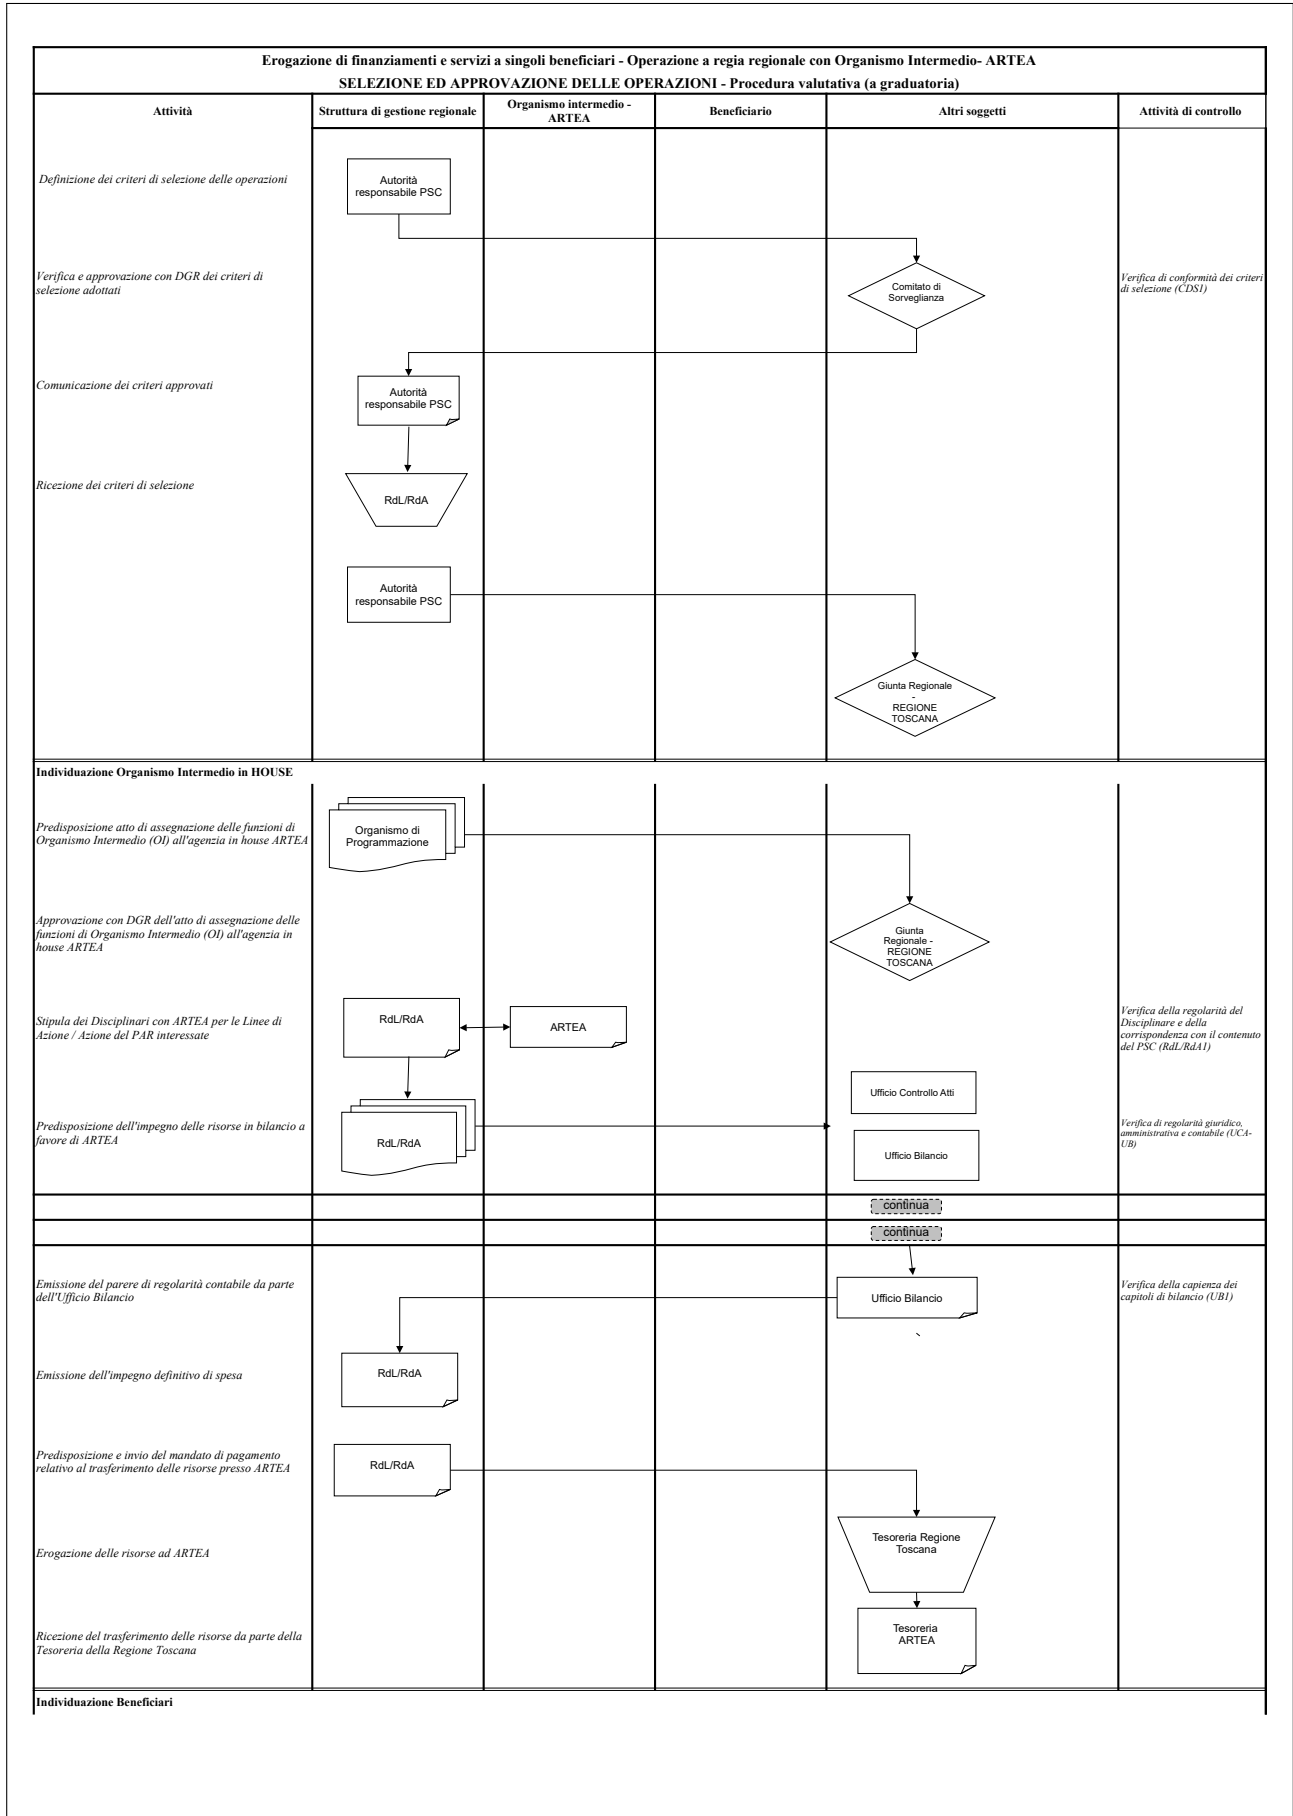 Erogazione di finanziamenti e servizi a singoli beneficiari - Operazione a regia regionale con Organismo Intermedio- ARTEA
SELEZIONE ED APPROVAZIONE DELLE OPERAZIONI - Procedura valutativa (a graduatoria)
Attività
Struttura di gestione regionale
Organismo intermedio -
ARTEA
Beneficiario
Altri soggetti
Attività di controllo
Definizione dei criteri di selezione delle operazioni
Autorità
responsabile PSC
Verifica e approvazione con DGR dei criteri di
selezione adottati
Comitato di
Sorveglianza
Verifica di conformità dei criteri
di selezione (CDS1)
Comunicazione dei criteri approvati
Autorità
responsabile PSC
Ricezione dei criteri di selezione
RdL/RdA
Autorità
responsabile PSC
Giunta Regionale
-
REGIONE
TOSCANA
Individuazione Organismo Intermedio in HOUSE
Predisposizione atto di assegnazione delle funzioni di
Organismo Intermedio (OI) all'agenzia in house ARTEA
Organismo di
Programmazione
Approvazione con DGR dell'atto di assegnazione delle
funzioni di Organismo Intermedio (OI) all'agenzia in
house ARTEA
Giunta
Regionale -
REGIONE
TOSCANA
Stipula dei Disciplinari con ARTEA per le Linee di
Azione / Azione del PAR interessate
RdL/RdA
ARTEA
Verifica della regolarità del
Disciplinare e della
corrispondenza con il contenuto
del PSC (RdL/RdA1)
Predisposizione dell'impegno delle risorse in bilancio a
favore di ARTEA
RdL/RdA
Ufficio Controllo Atti
Ufficio Bilancio
Verifica di regolarità giuridico,
amministrativa e contabile (UCA-
UB)
continua
continua
Emissione del parere di regolarità contabile da parte
dell'Ufficio Bilancio
Ufficio Bilancio
Verifica della capienza dei
capitoli di bilancio (UB1)
Emissione dell'impegno definitivo di spesa
RdL/RdA
Predisposizione e invio del mandato di pagamento
relativo al trasferimento delle risorse presso ARTEA
RdL/RdA
Erogazione delle risorse ad ARTEA
Tesoreria Regione
Toscana
Ricezione del trasferimento delle risorse da parte della
Tesoreria della Regione Toscana
Tesoreria
ARTEA
Individuazione Beneficiari